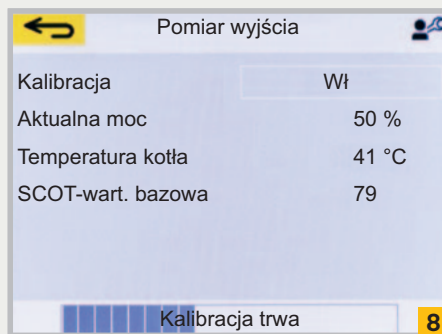 Pomiar wyjścia
Kalibracja Wł
Aktualna moc 50 %
Temperatura kotła 41 °C
SCOT-wart. bazowa 79
Kalibracja trwa
8